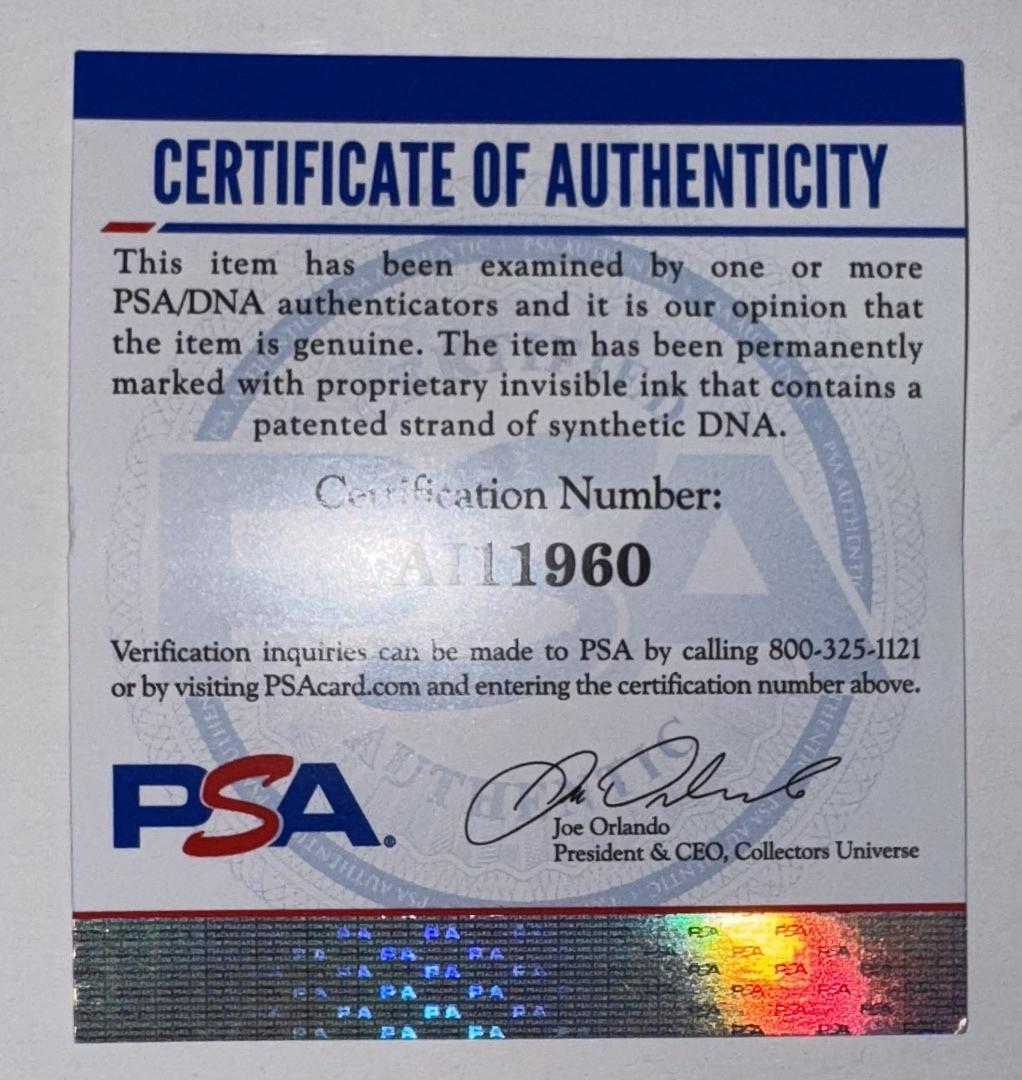 CERTIFICATE OF AUTHENTICITY
This item has been examined by one or more
PSA/DNA authenticators and it is our opinion that
the item is genuine. The item has been permanently
marked with proprietary invisible ink that contains a
patented strand of synthetic DNA.
Certification Number:
AI11960
Verification inquiries can be made to PSA by calling 800-325-1121
or by visiting PSAcard.com and entering the certification number above.
PSA®
Joe Orlando
President & CEO, Collectors Universe